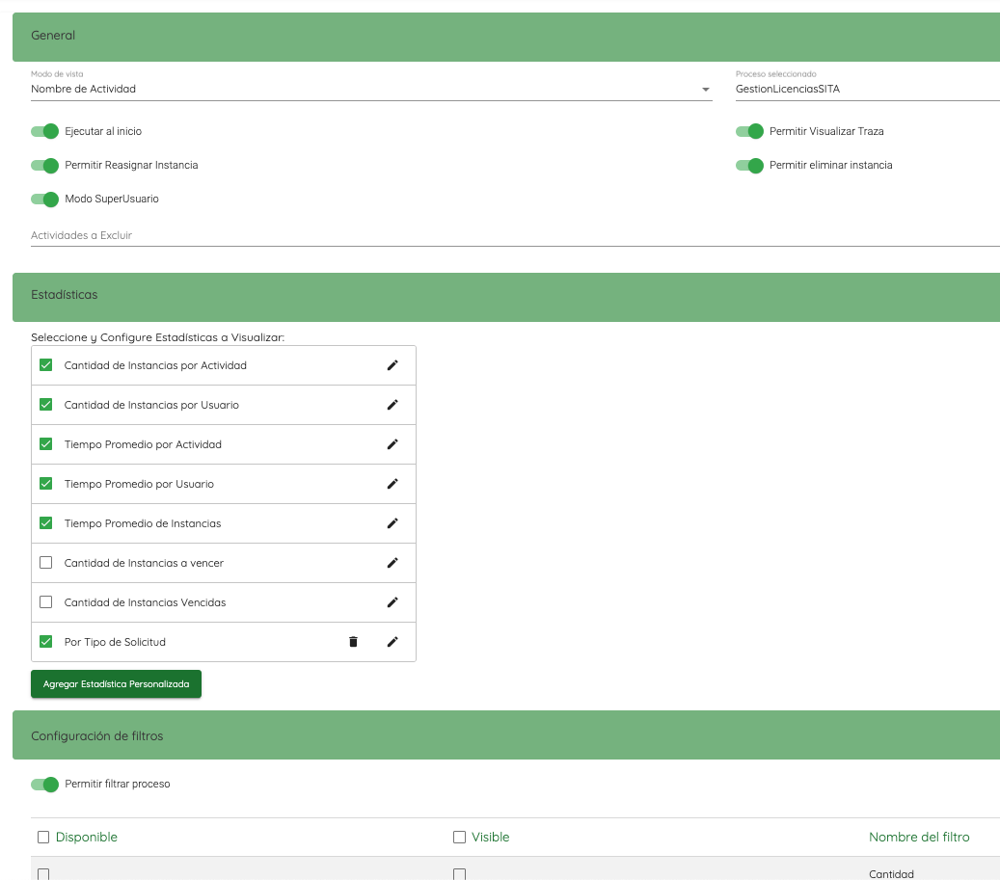 General
Modo de vista
Nombre de Actividad
Proceso seleccionado
GestionLicenciasSITA
Ejecutar al inicio
Permitir Visualizar Traza
Permitir Reasignar Instancia
Permitir eliminar instancia
Modo SuperUsuario
Actividades a Excluir
Estadísticas
Seleccione y Configure Estadísticas a Visualizar:
Cantidad de Instancias por Actividad
Cantidad de Instancias por Usuario
Tiempo Promedio por Actividad
Tiempo Promedio por Usuario
Tiempo Promedio de Instancias
Cantidad de Instancias a vencer
Cantidad de Instancias Vencidas
Por Tipo de Solicitud
Agregar Estadística Personalizada
Configuración de filtros
Permitir filtrar proceso
Disponible
Visible
Nombre del filtro
Cantidad